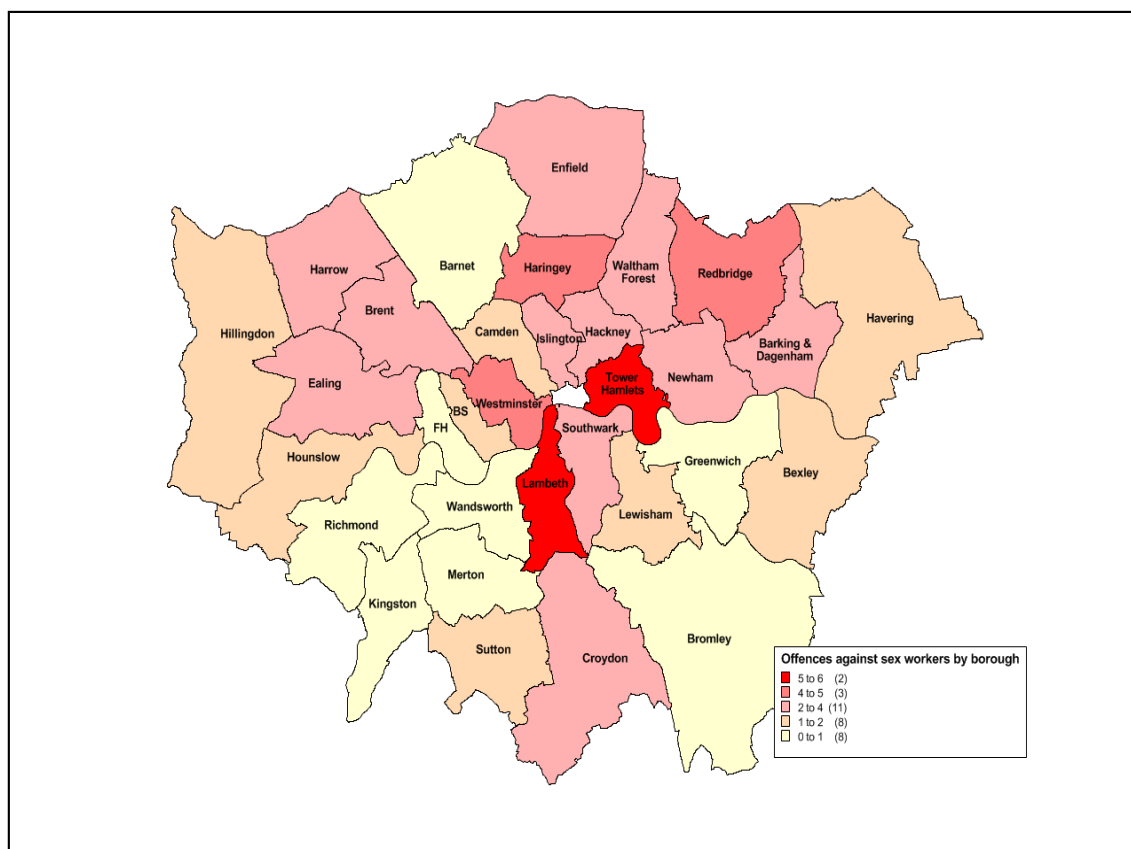 Enfield
Barnet
Haringey
Waltham
Forest
Redbridge
Harrow
Brent
Camden
Islington
Hackney
Havering
Hillingdon
Barking &
Dagenham
Ealing
Tower
Hamlets
Newham
Westminster
BS
FH
Southwark
Hounslow
Greenwich
Bexley
Lambeth
Wandsworth
Lewisham
Richmond
Merton
Kingston
Bromley
Sutton
Croydon
Offences against sex workers by borough
5 to 6 (2)
4 to 5 (3)
2 to 4 (11)
1 to 2 (8)
0 to 1 (8)